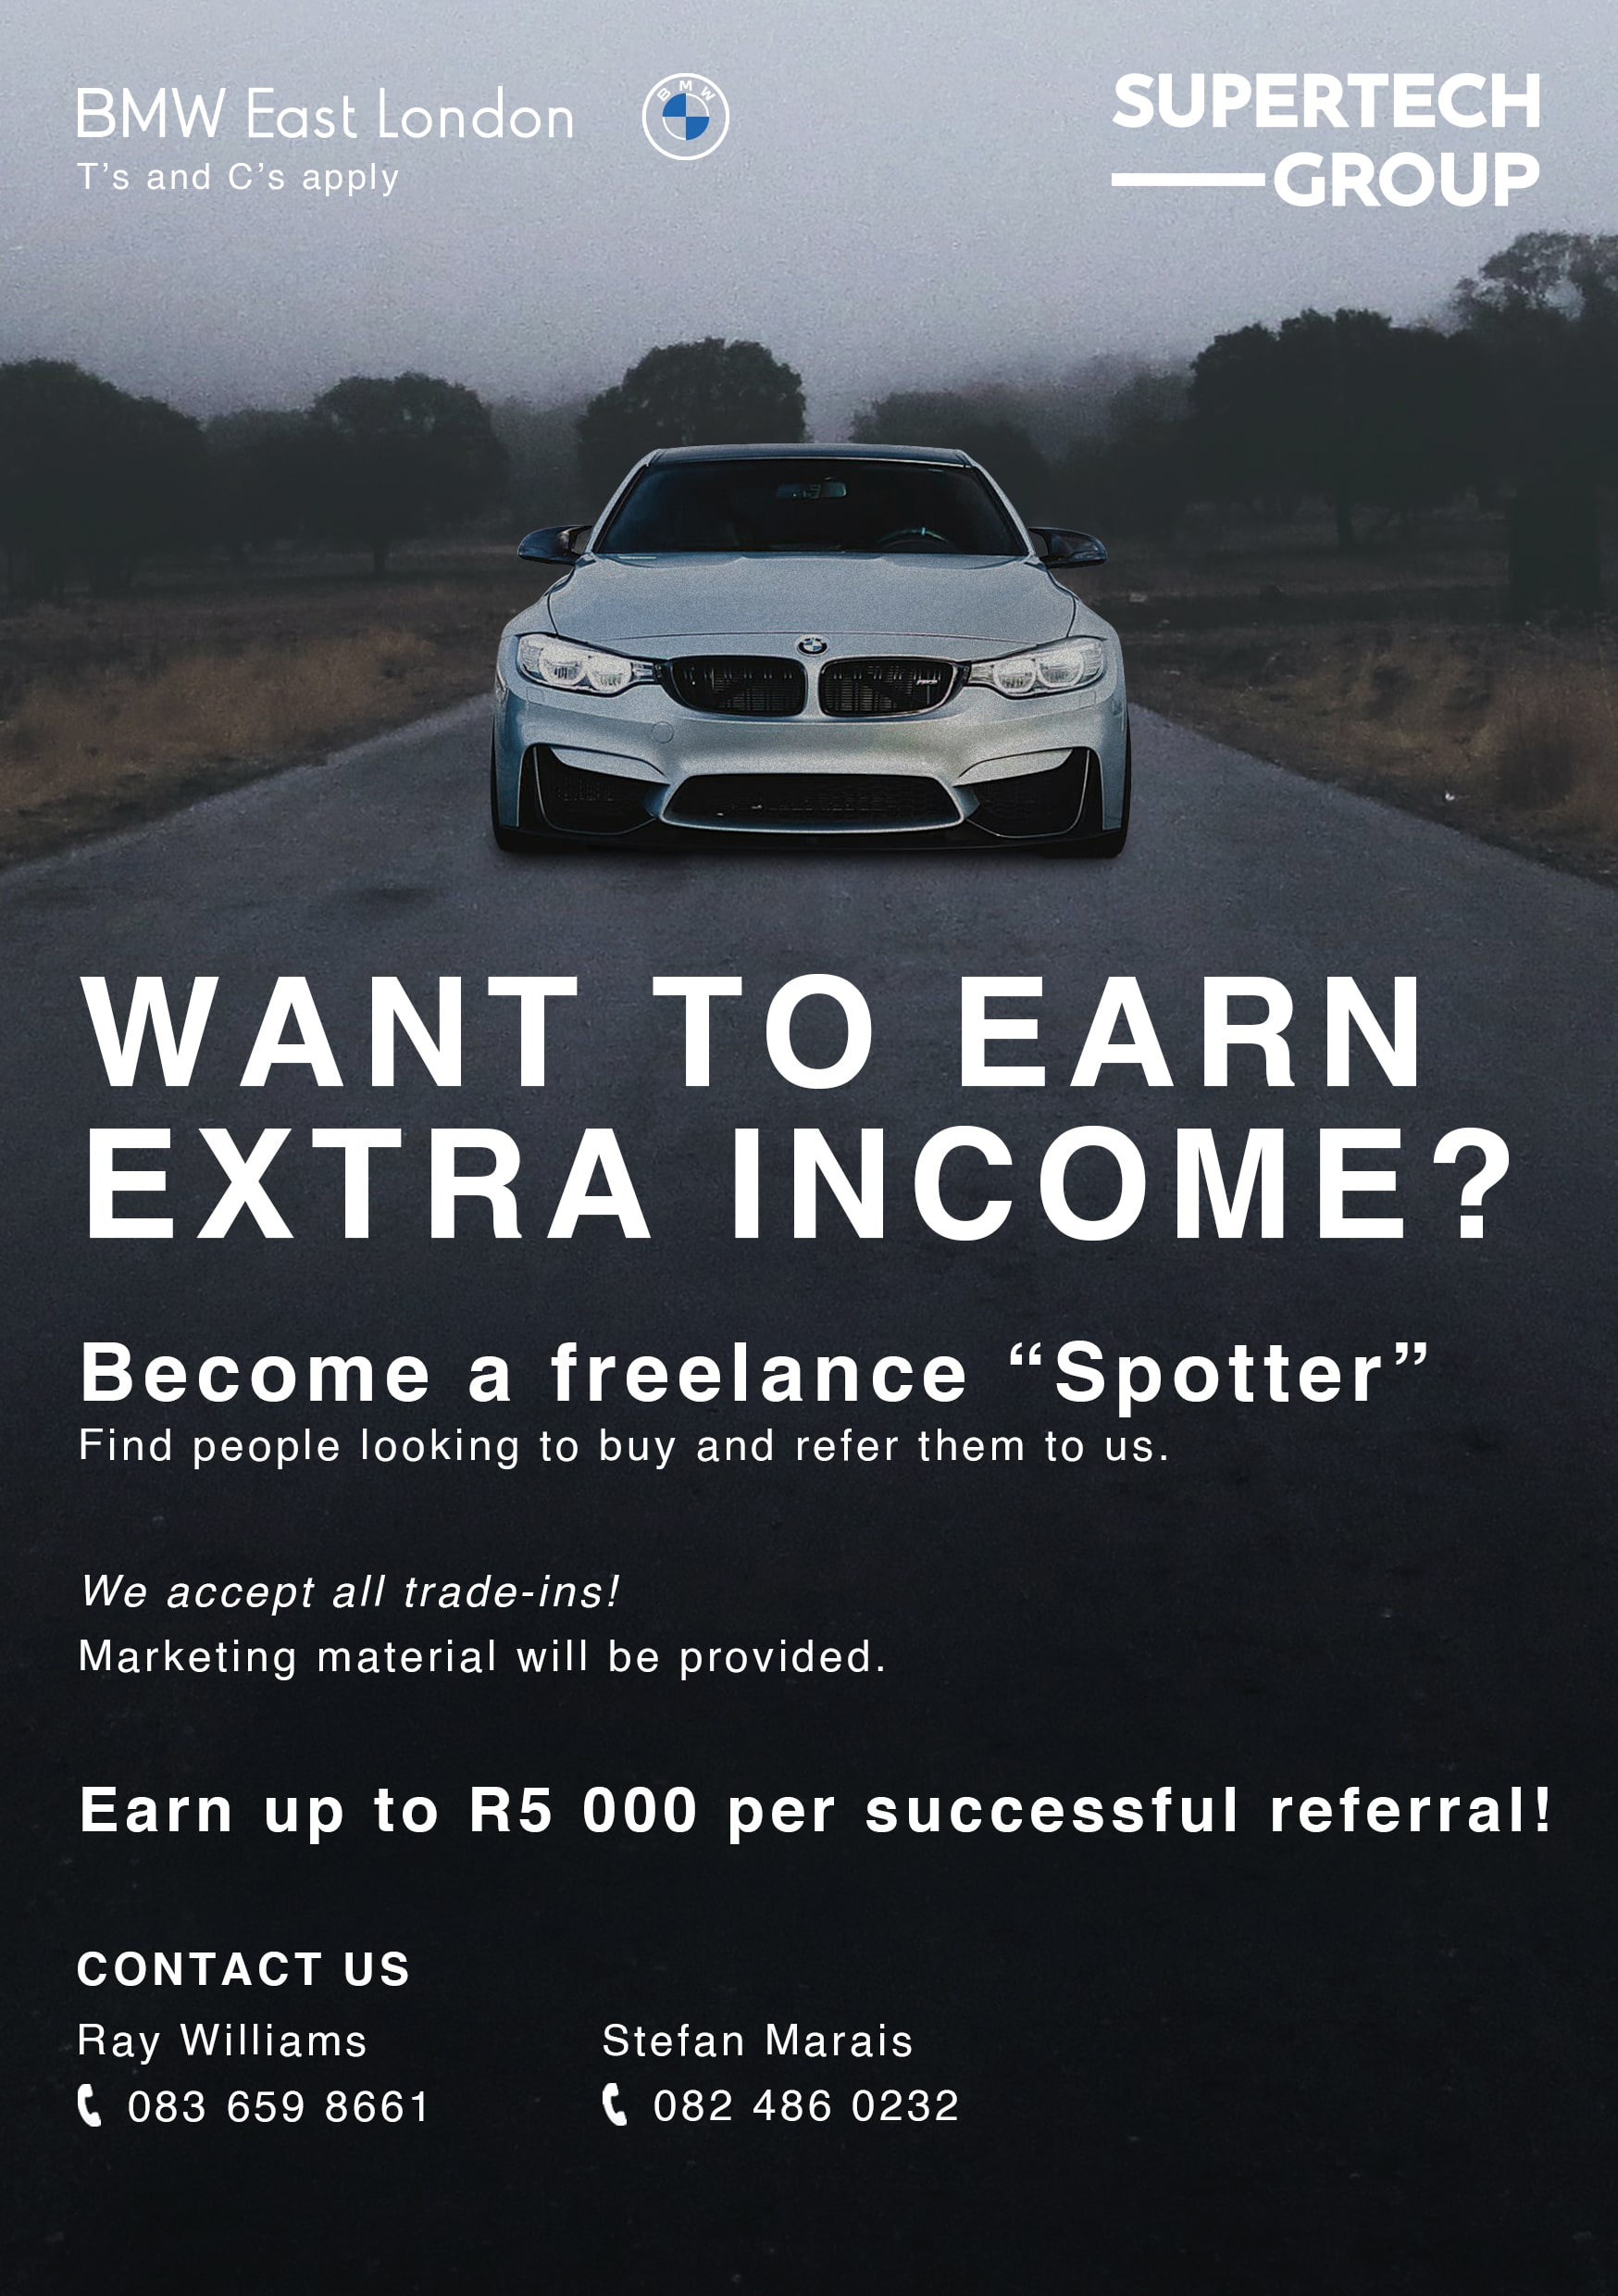 BMW East London
T’s and C’s apply
BMW
SUPERTECH
GROUP
WANT TO EARN
EXTRA INCOME?
Become a freelance “Spotter”
Find people looking to buy and refer them to us.
We accept all trade-ins!
Marketing material will be provided.
Earn up to R5 000 per successful referral!
CONTACT US
Ray Williams
083 659 8661
Stefan Marais
082 486 0232